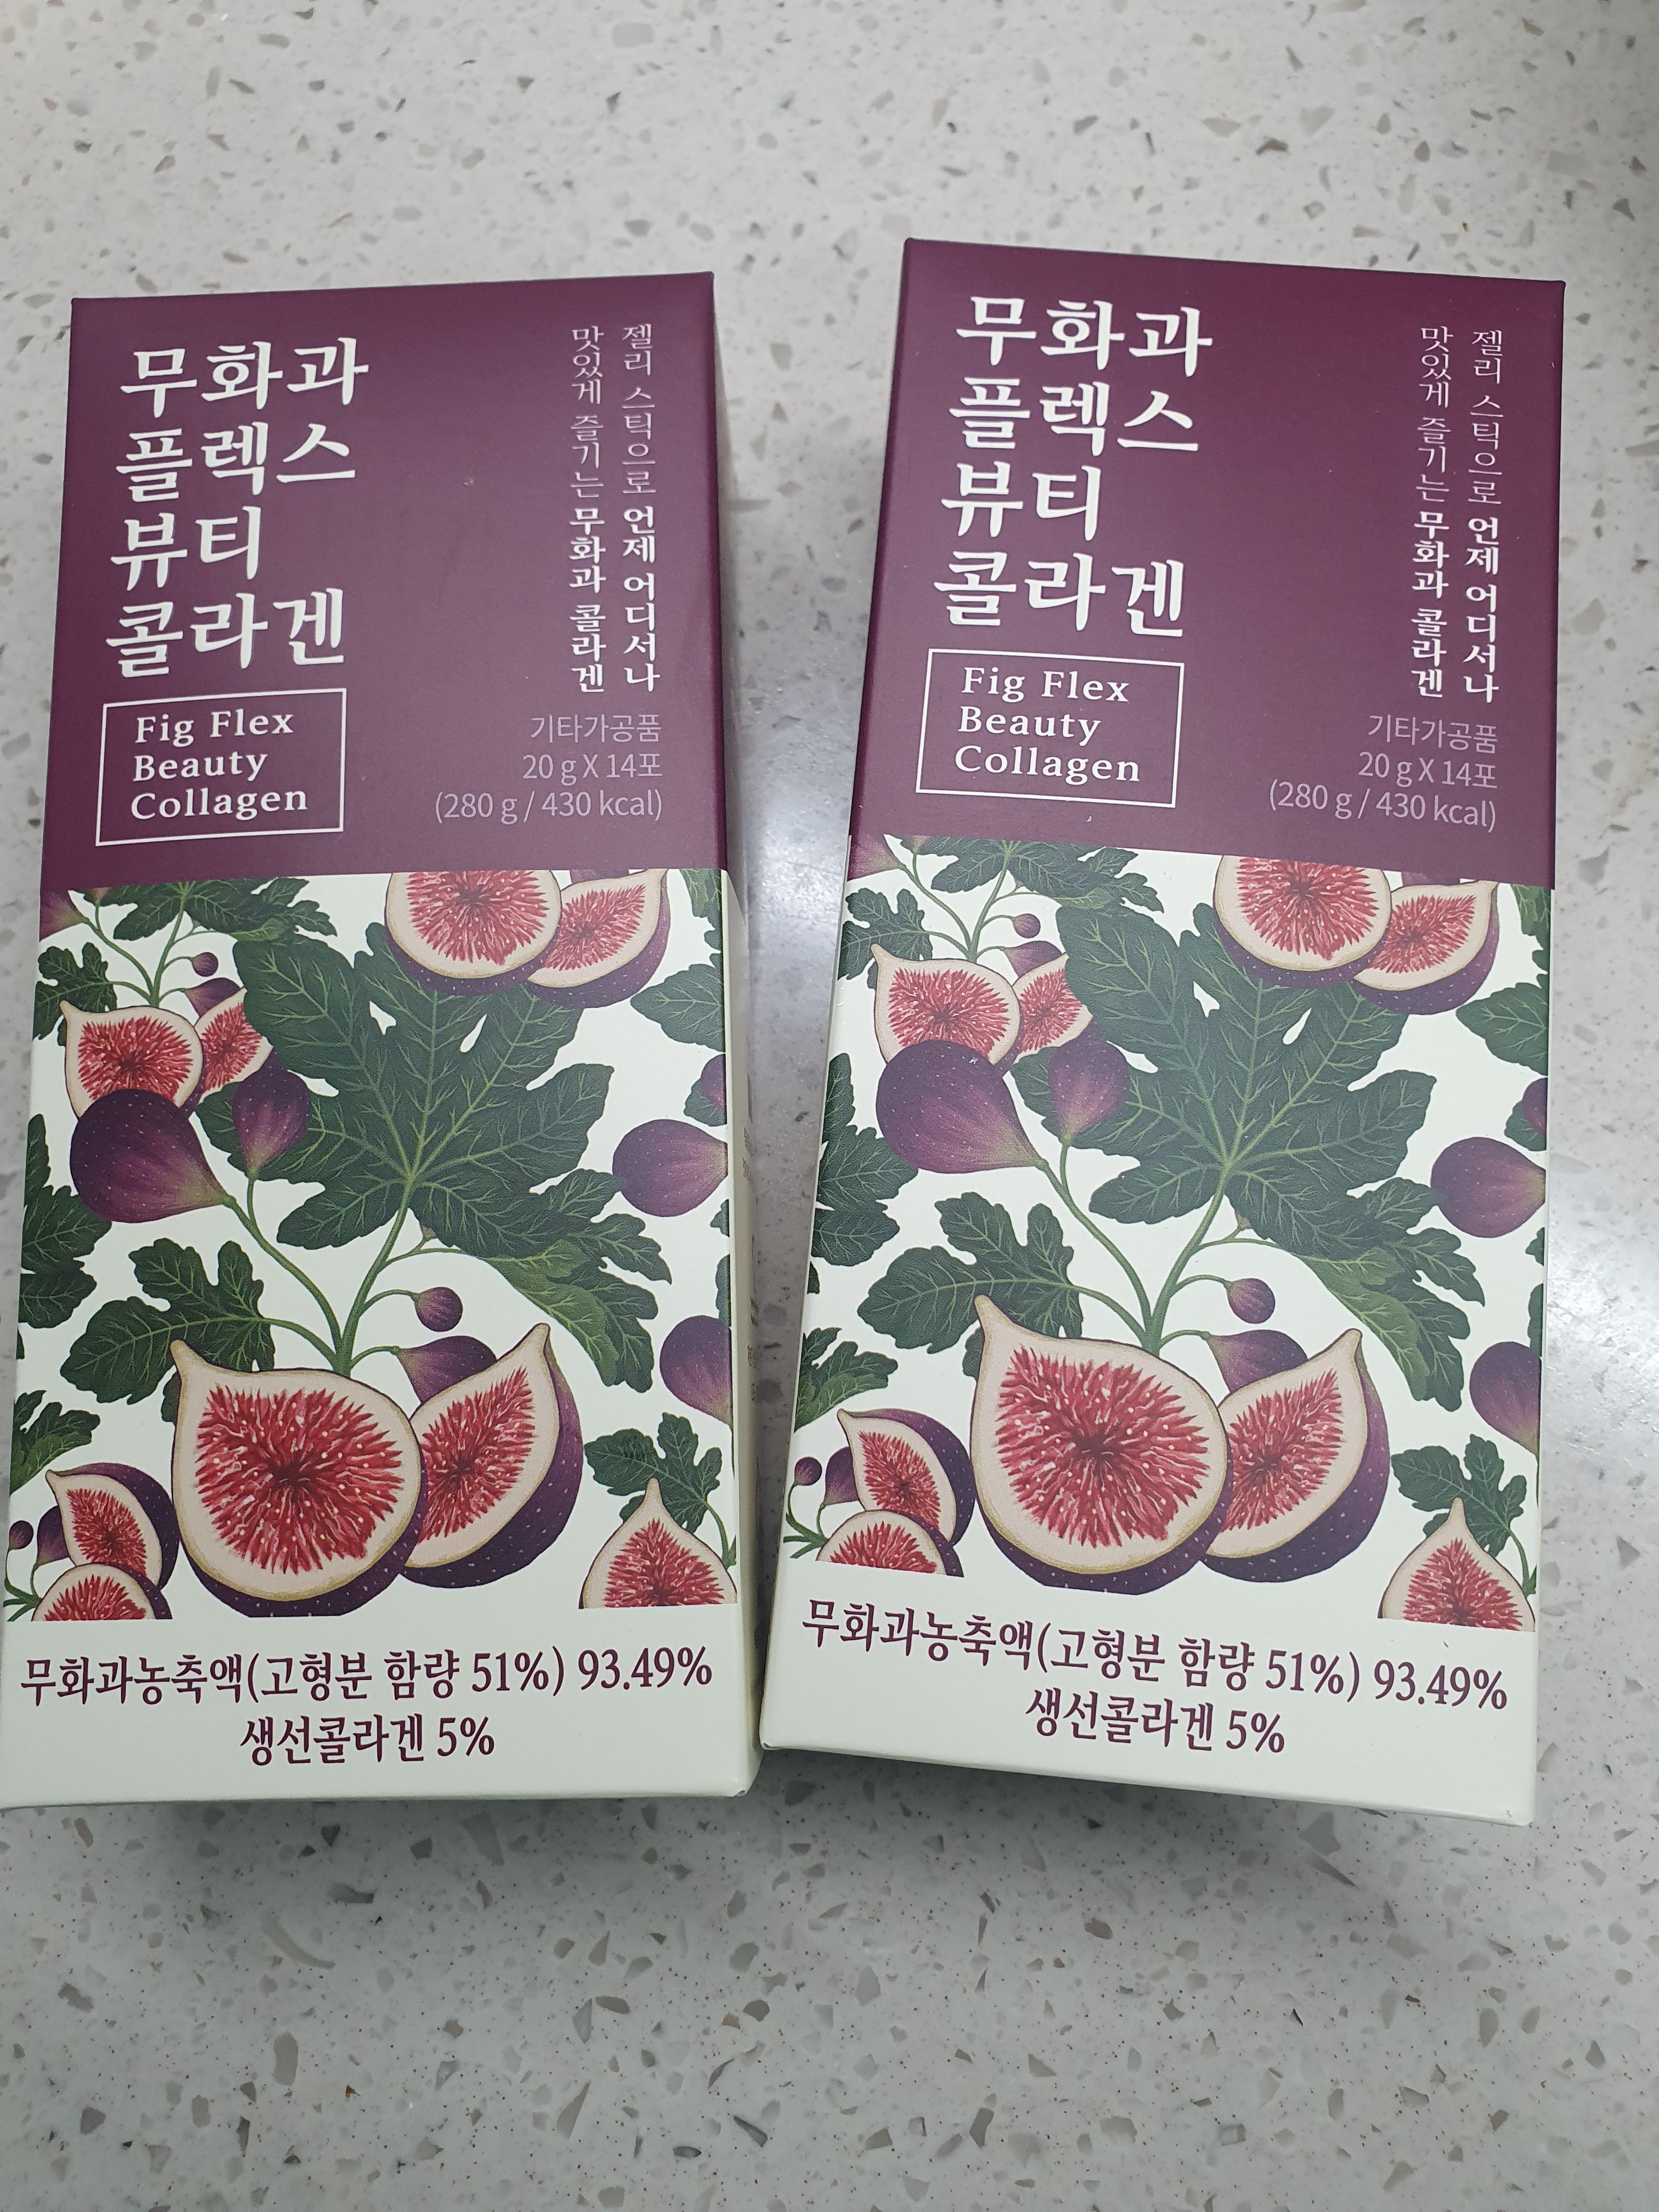 무화과
플렉스
뷰티
콜라겐
Fig Flex
Beauty
Collagen
젤리 스틱으로 언제 어디서나
맛있게 즐기는 무화과 콜라겐
기타가공품
20 g X 14포
(280 g / 430 kcal)
무화과농축액(고형분 함량 51%) 93.49%
생선콜라겐 5%
무화과
플렉스
뷰티
콜라겐
Fig Flex
Beauty
Collagen
젤리 스틱으로 언제 어디서나
맛있게 즐기는 무화과 콜라겐
기타가공품
20 g X 14포
(280 g / 430 kcal)
무화과농축액(고형분 함량 51%) 93.49%
생선콜라겐 5%